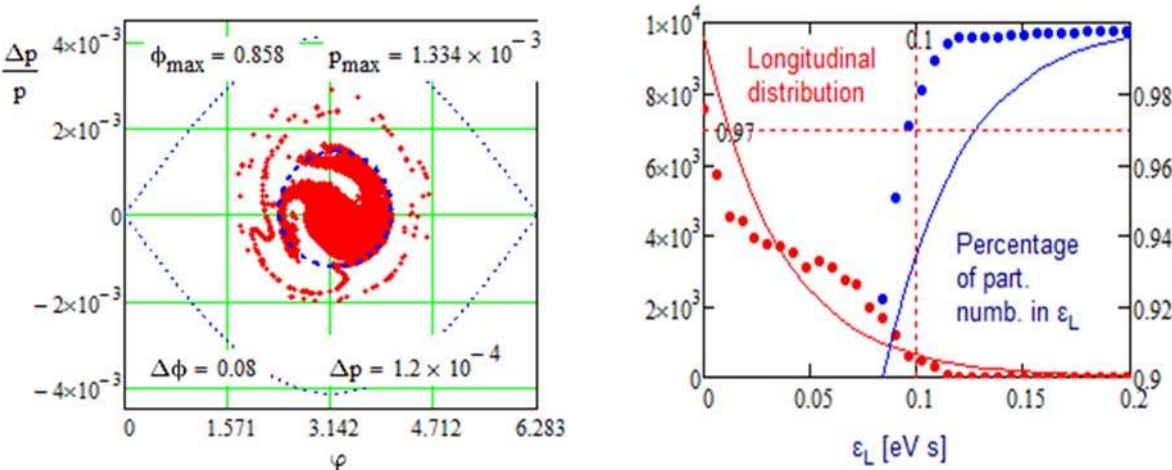 4×10⁻³
Δp
p
ϕmax = 0.858
pmax = 1.334 × 10⁻³
2×10⁻³
0
−2×10⁻³
Δϕ = 0.08
Δp = 1.2 × 10⁻⁴
−4×10⁻³
0 1.571 3.142 4.712 6.283
φ
1×10⁴
8×10³
6×10³
4×10³
2×10³
0
Longitudinal
distribution
0.1
0.97
0.98
0.96
0.94
0.92
0.9
Percentage
of part.
numb. in εL
0 0.05 0.1 0.15 0.2
εL [eV s]